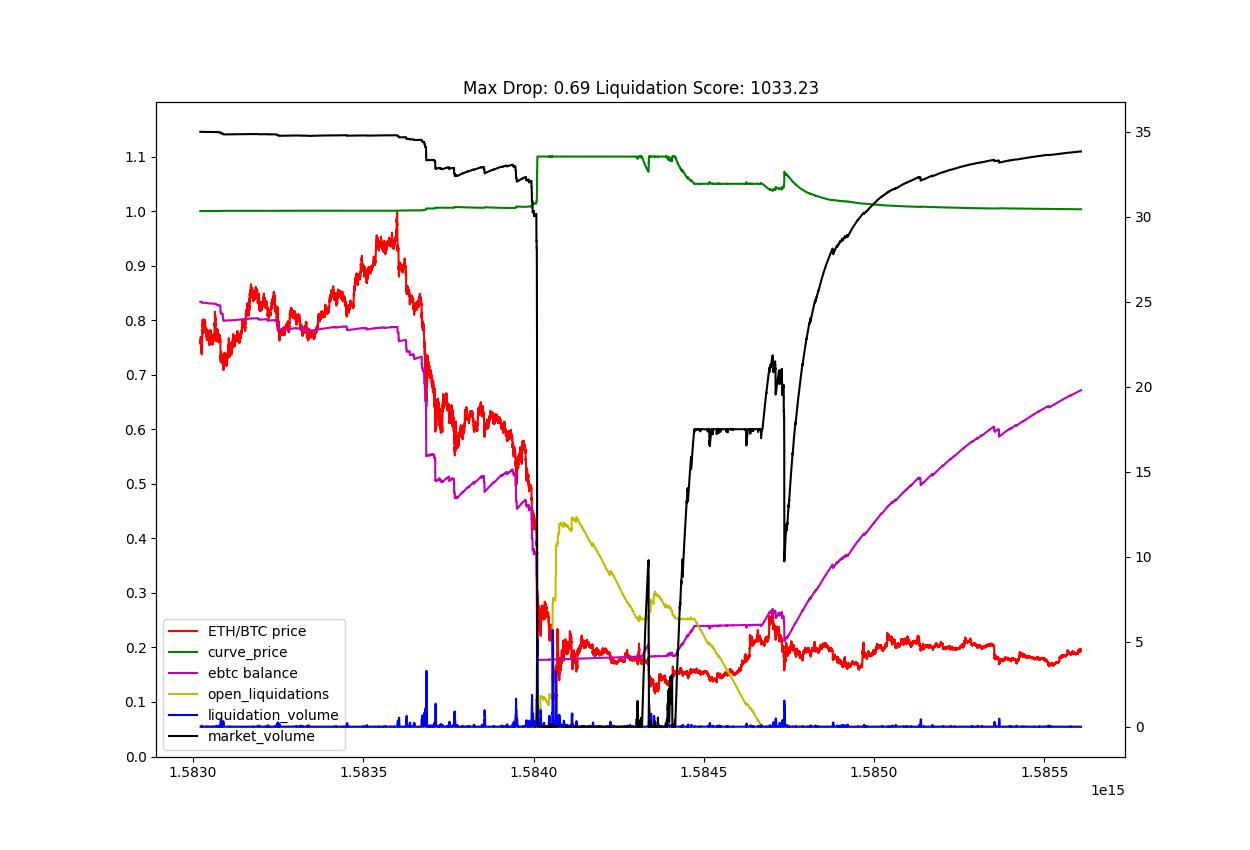 Max Drop: 0.69 Liquidation Score: 1033.23
1.1
1.0
0.9
0.8
0.7
0.6
0.5
0.4
0.3
0.2
0.1
0.0
35
30
25
20
15
10
5
0
ETH/BTC price
curve_price
ebtc balance
open_liquidations
liquidation_volume
market_volume
1.5830 1.5835 1.5840 1.5845 1.5850 1.5855
1e15